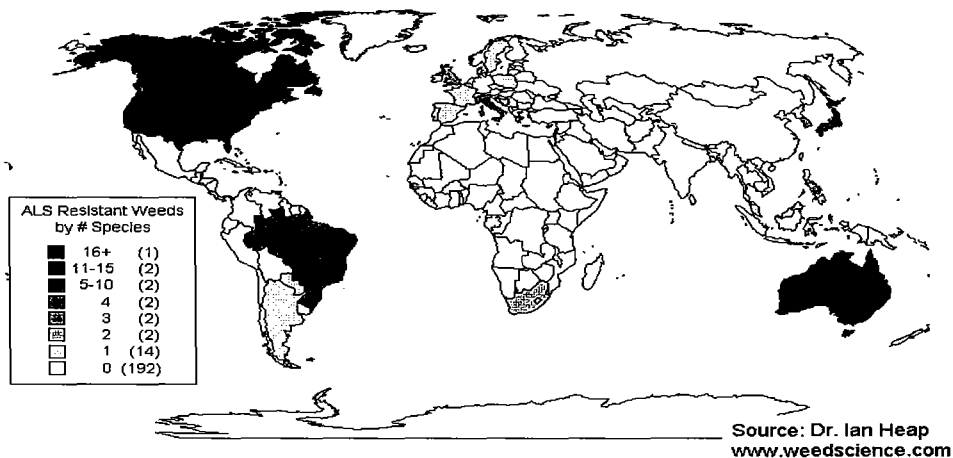 ALS Resistant Weeds
by # Species
16+ (1)
11-15 (2)
5-10 (2)
4 (2)
3 (2)
2 (2)
1 (14)
0 (192)
Source: Dr. Ian Heap
www.weedscience.com